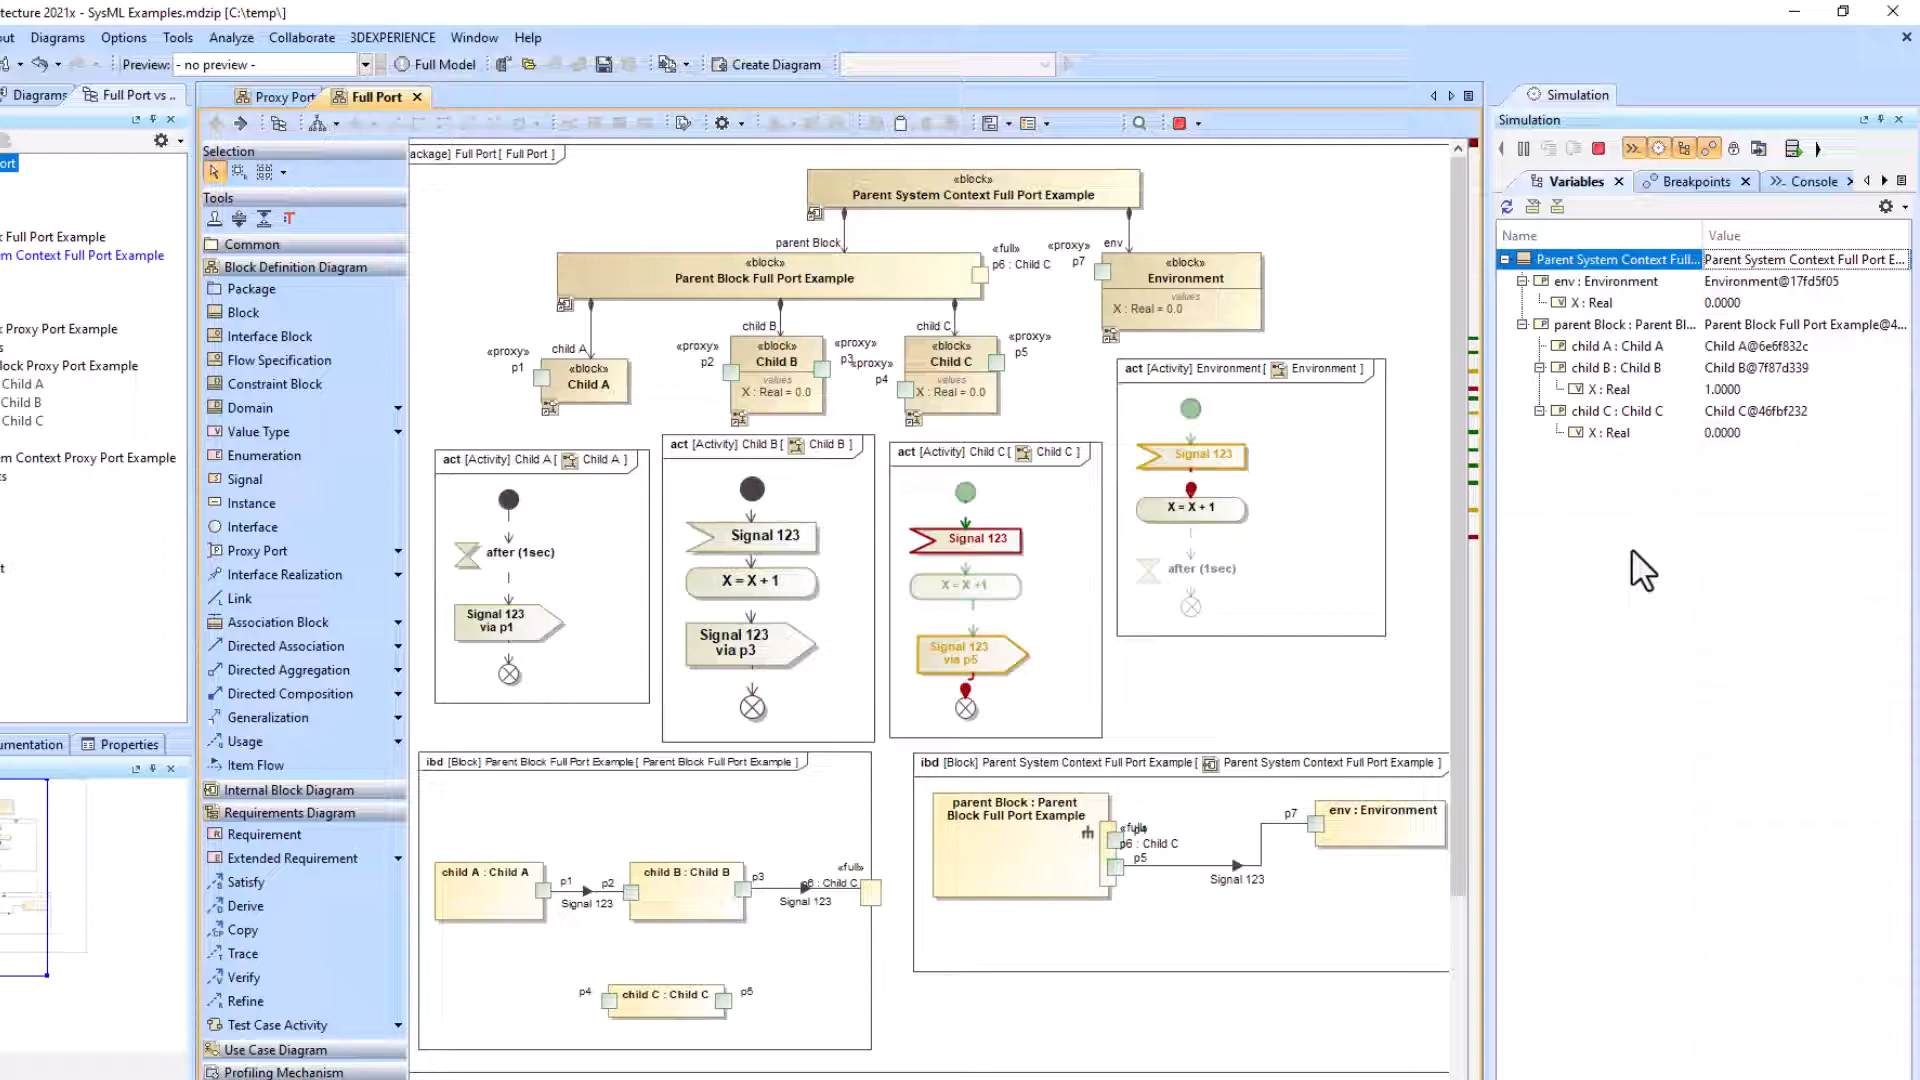 tecture 2021x - SysML Examples.mdzip [C:\temp\]
out Diagrams Options Tools Analyze Collaborate 3DEXPERIENCE Window Help
Preview: - no preview - Full Model Create Diagram
Diagrams Full Port vs ..
Proxy Port Full Port
Selection
Tools
Common
Block Definition Diagram
Package
Block
Interface Block
Flow Specification
Constraint Block
Domain
Value Type
Enumeration
Signal
Instance
Interface
Proxy Port
Interface Realization
Link
Association Block
Directed Association
Directed Aggregation
Directed Composition
Generalization
Usage
Item Flow
Internal Block Diagram
Requirements Diagram
Requirement
Extended Requirement
Satisfy
Derive
Copy
Trace
Verify
Refine
Test Case Activity
Use Case Diagram
Profiling Mechanism
ort
k Full Port Example
m Context Full Port Example
k Proxy Port Example
s
lock Proxy Port Example
Child A
Child B
Child C
m Context Proxy Port Example
ts
t
umentation Properties
ackage] Full Port [ Full Port ]
«block»
Parent System Context Full Port Example
parent Block
«full»
p6 : Child C
«proxy»
p7
env
«block»
Parent Block Full Port Example
«block»
Environment
values
X : Real = 0.0
child A
child B
child C
«proxy»
p1
«block»
Child A
«proxy»
p2
«block»
Child B
values
X : Real = 0.0
«proxy»
p3
«proxy»
p4
«block»
Child C
values
X : Real = 0.0
«proxy»
p5
act [Activity] Child A [ Child A ]
after (1sec)
Signal 123
via p1
act [Activity] Child B [ Child B ]
Signal 123
X = X + 1
Signal 123
via p3
act [Activity] Child C [ Child C ]
Signal 123
X = X +1
Signal 123
via p5
act [Activity] Environment [ Environment ]
Signal 123
X = X + 1
after (1sec)
ibd [Block] Parent Block Full Port Example [ Parent Block Full Port Example ]
child A : Child A
p1
p2
Signal 123
child B : Child B
p3
«full»
p6 : Child C
Signal 123
p4
child C : Child C
p5
ibd [Block] Parent System Context Full Port Example [ Parent System Context Full Port Example ]
parent Block : Parent
Block Full Port Example
«full»
p4
p6 : Child C
p5
Signal 123
p7
env : Environment
Simulation
Simulation
Variables Breakpoints Console
Name Value
Parent System Context Full... Parent System Context Full Port E...
env : Environment Environment@17fd5f05
X : Real 0.0000
parent Block : Parent Bl... Parent Block Full Port Example@4...
child A : Child A Child A@6e6f832c
child B : Child B Child B@7f87d339
X : Real 1.0000
child C : Child C Child C@46fbf232
X : Real 0.0000